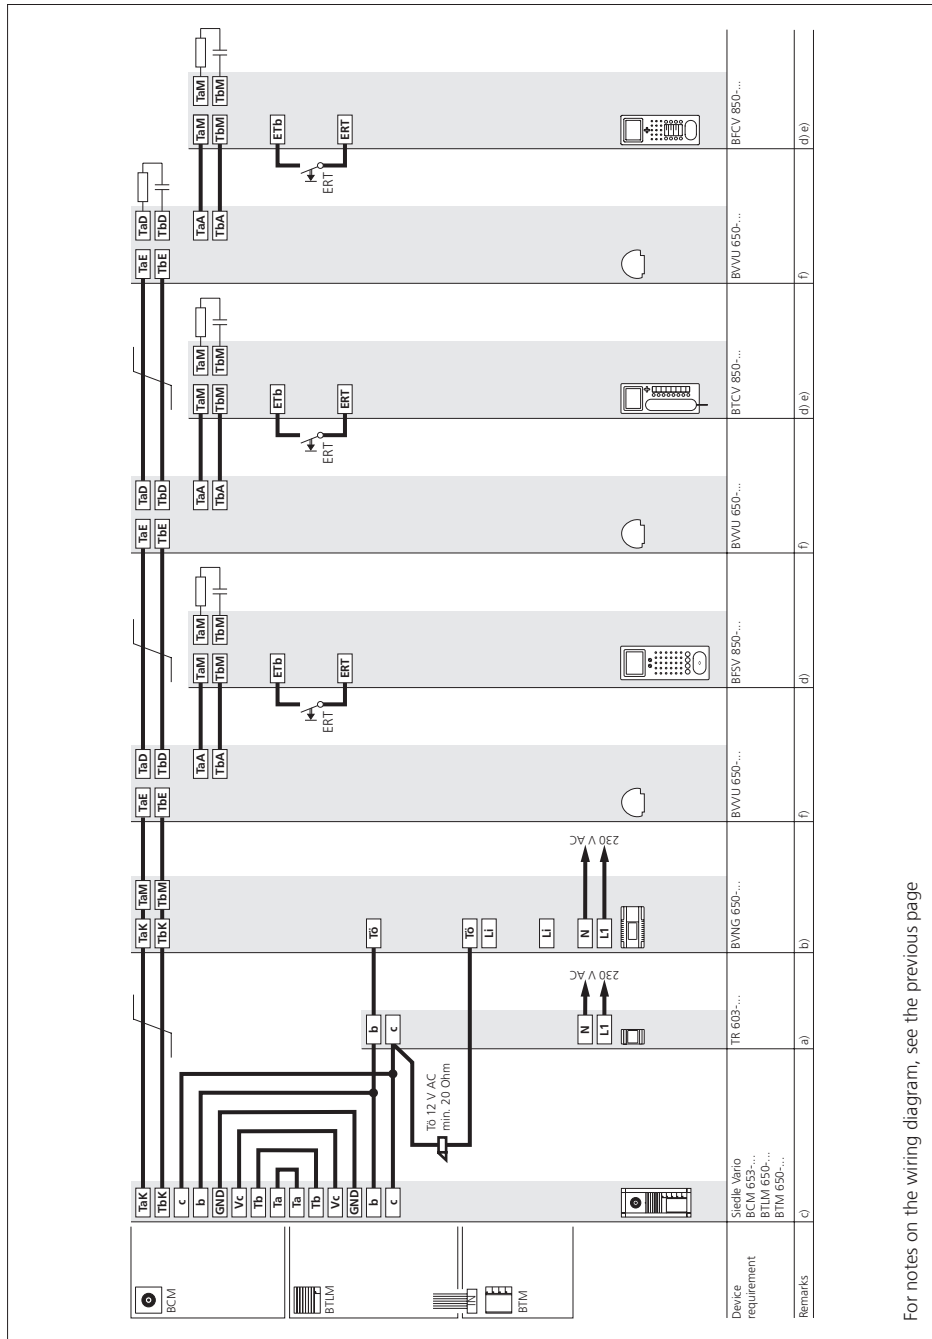 TaK TaK TaM TaE TaD TaE TaD TaE TaD
TbK TbK TbM TbE TbD TbE TbD TbE TbD
BCM
c
b TaA TaM TaM TaA TaM TaM TaA TaM TaM
GND TbA TbM TbM TbA TbM TbM TbA TbM TbM
Vc
Tb
Ta ETb ETb ETb
Ta
Tb
BTLM ERT ERT ERT
Vc ERT ERT ERT
GND
b b Tö
c c
Tö 12 V AC
min. 20 Ohm
IN Tö
Li
BTM
Li
N N
230 V AC 230 V AC
L1 L1
Device
requirement
Siedle Vario
BCM 653-...
BTLM 650-...
BTM 650-...
TR 603-...
BVNG 650-...
BVVU 650-...
BFSV 850-...
BVVU 650-...
BTCV 850-...
BVVU 650-...
BFCV 850-...
Remarks c) a) b) f) d) f) d) e) f) d) e)
For notes on the wiring diagram, see the previous page